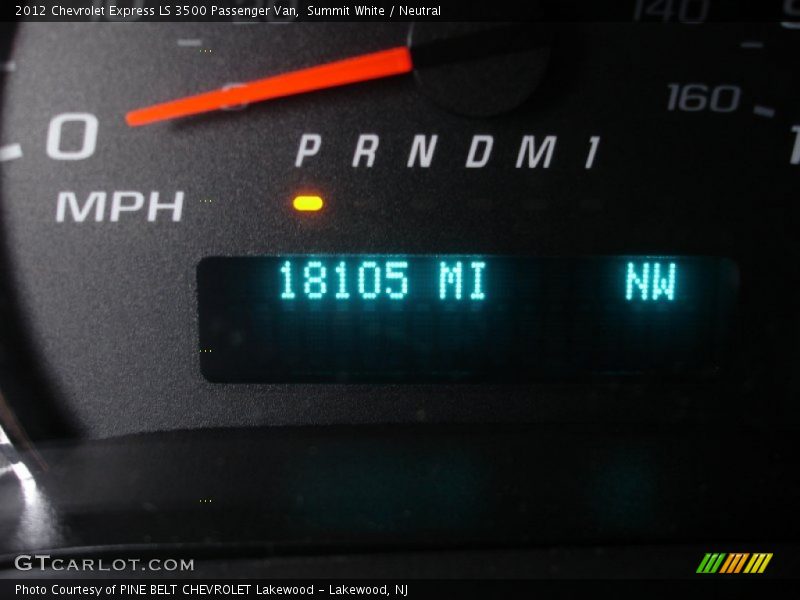 2012 Chevrolet Express LS 3500 Passenger Van, Summit White / Neutral
140
160
0
P R N D M 1
MPH
18105 MI NW
GTCARLOT.COM
Photo Courtesy of PINE BELT CHEVROLET Lakewood - Lakewood, NJ